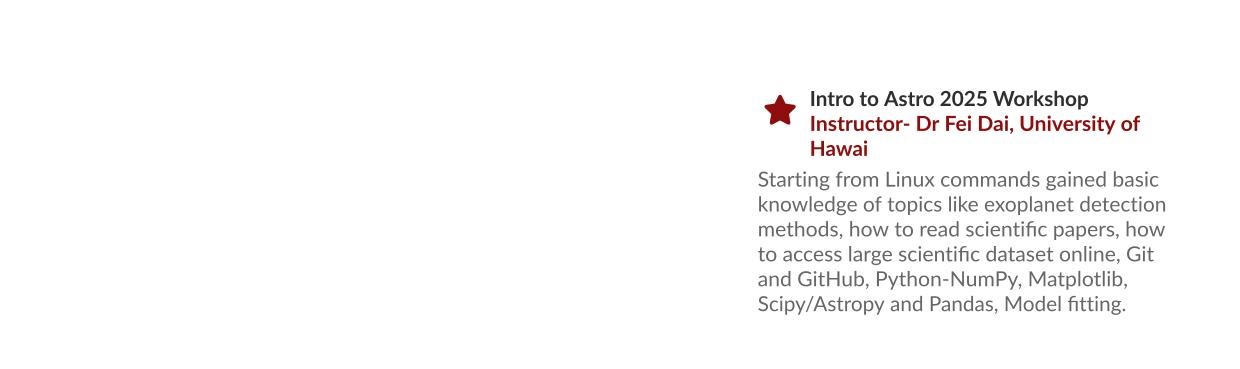 Intro to Astro 2025 Workshop
Instructor- Dr Fei Dai, University of
Hawai
Starting from Linux commands gained basic
knowledge of topics like exoplanet detection
methods, how to read scientific papers, how
to access large scientific dataset online, Git
and GitHub, Python-NumPy, Matplotlib,
Scipy/Astropy and Pandas, Model fitting.